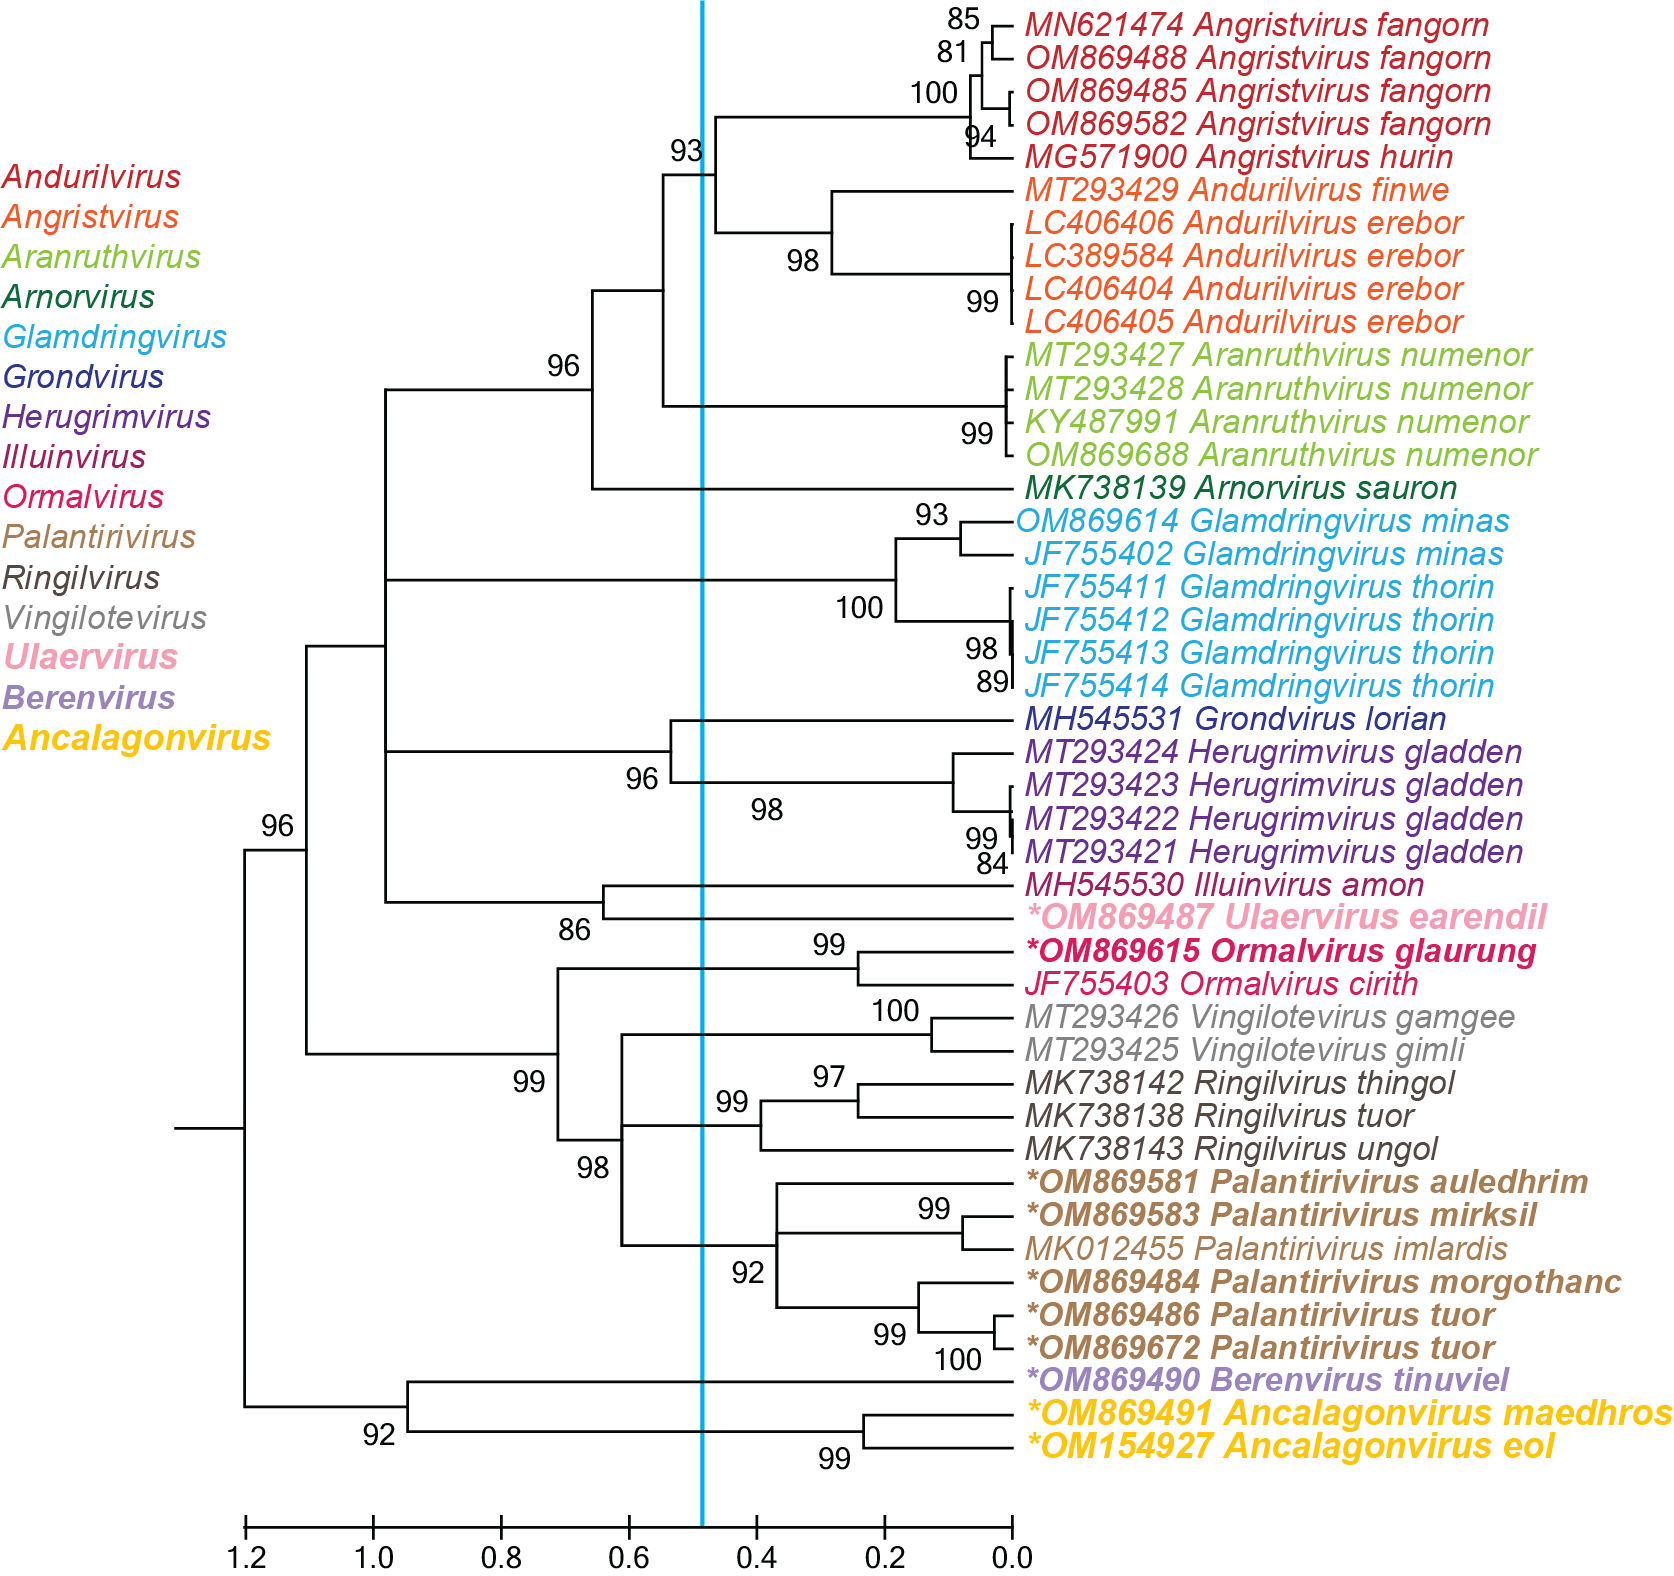 Andurilvirus
Angristvirus
Aranruthvirus
Arnorvirus
Glamdringvirus
Grondvirus
Herugrimvirus
Illuinvirus
Ormalvirus
Palantirivirus
Ringilvirus
Vingilotevirus
Ulaervirus
Berenvirus
Ancalagonvirus
85
81
100
94
93
98
99
96
99
93
100
98
89
96
98
99
84
86
96
99
100
97
99
99
98
99
92
99
100
92
99
MN621474 Angristvirus fangorn
OM869488 Angristvirus fangorn
OM869485 Angristvirus fangorn
OM869582 Angristvirus fangorn
MG571900 Angristvirus hurin
MT293429 Andurilvirus finwe
LC406406 Andurilvirus erebor
LC389584 Andurilvirus erebor
LC406404 Andurilvirus erebor
LC406405 Andurilvirus erebor
MT293427 Aranruthvirus numenor
MT293428 Aranruthvirus numenor
KY487991 Aranruthvirus numenor
OM869688 Aranruthvirus numenor
MK738139 Arnorvirus sauron
OM869614 Glamdringvirus minas
JF755402 Glamdringvirus minas
JF755411 Glamdringvirus thorin
JF755412 Glamdringvirus thorin
JF755413 Glamdringvirus thorin
JF755414 Glamdringvirus thorin
MH545531 Grondvirus lorian
MT293424 Herugrimvirus gladden
MT293423 Herugrimvirus gladden
MT293422 Herugrimvirus gladden
MT293421 Herugrimvirus gladden
MH545530 Illuinvirus amon
*OM869487 Ulaervirus earendil
*OM869615 Ormalvirus glaurung
JF755403 Ormalvirus cirith
MT293426 Vingilotevirus gamgee
MT293425 Vingilotevirus gimli
MK738142 Ringilvirus thingol
MK738138 Ringilvirus tuor
MK738143 Ringilvirus ungol
*OM869581 Palantirivirus auledhrim
*OM869583 Palantirivirus mirksil
MK012455 Palantirivirus imlardis
*OM869484 Palantirivirus morgothanc
*OM869486 Palantirivirus tuor
*OM869672 Palantirivirus tuor
*OM869490 Berenvirus tinuviel
*OM869491 Ancalagonvirus maedhros
*OM154927 Ancalagonvirus eol
1.2 1.0 0.8 0.6 0.4 0.2 0.0